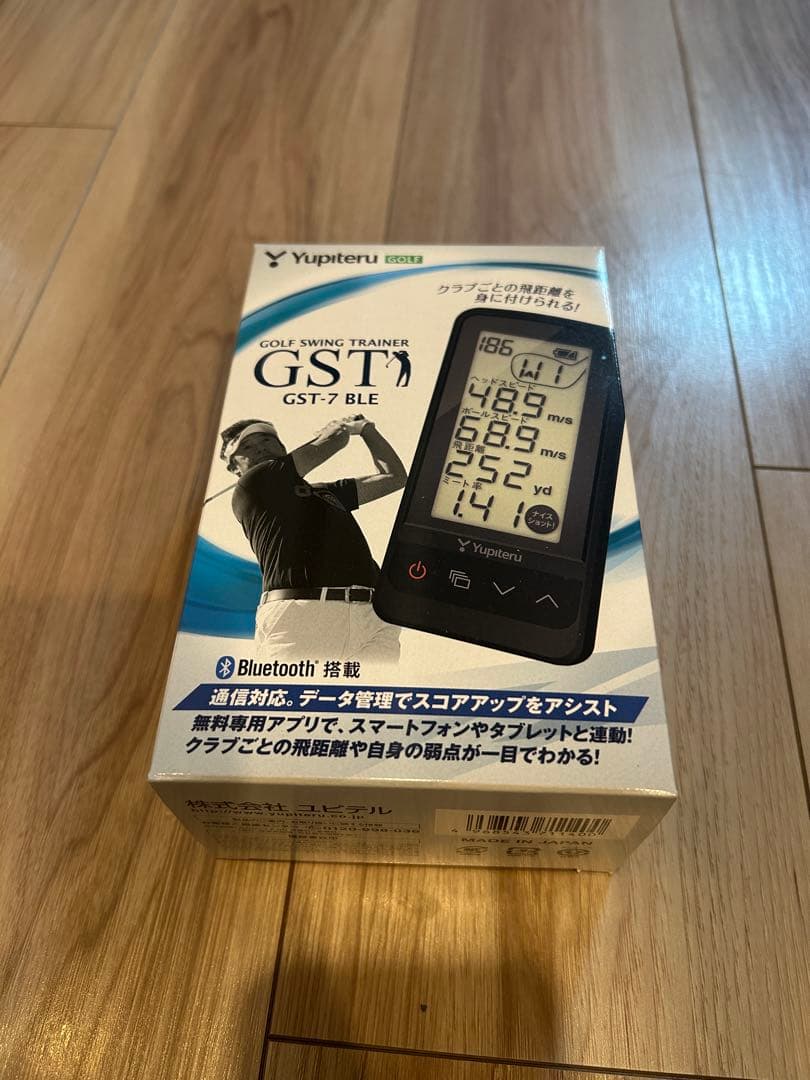 Yupiteru GOLF
クラブごとの飛距離を
身に付けられる!
GOLF SWING TRAINER
GST
GST-7 BLE
186
W1
ヘッドスピード
48.9 m/s
ボールスピード
68.9 m/s
飛距離
252 yd
ミート率
1.41
ナイス
ショット!
Yupiteru
Bluetooth® 搭載
通信対応。データ管理でスコアアップをアシスト
無料専用アプリで、スマートフォンやタブレットと連動!
クラブごとの飛距離や自身の弱点が一目でわかる!
株式会社 ユピテル
http://www.yupiteru.co.jp
MADE IN JAPAN